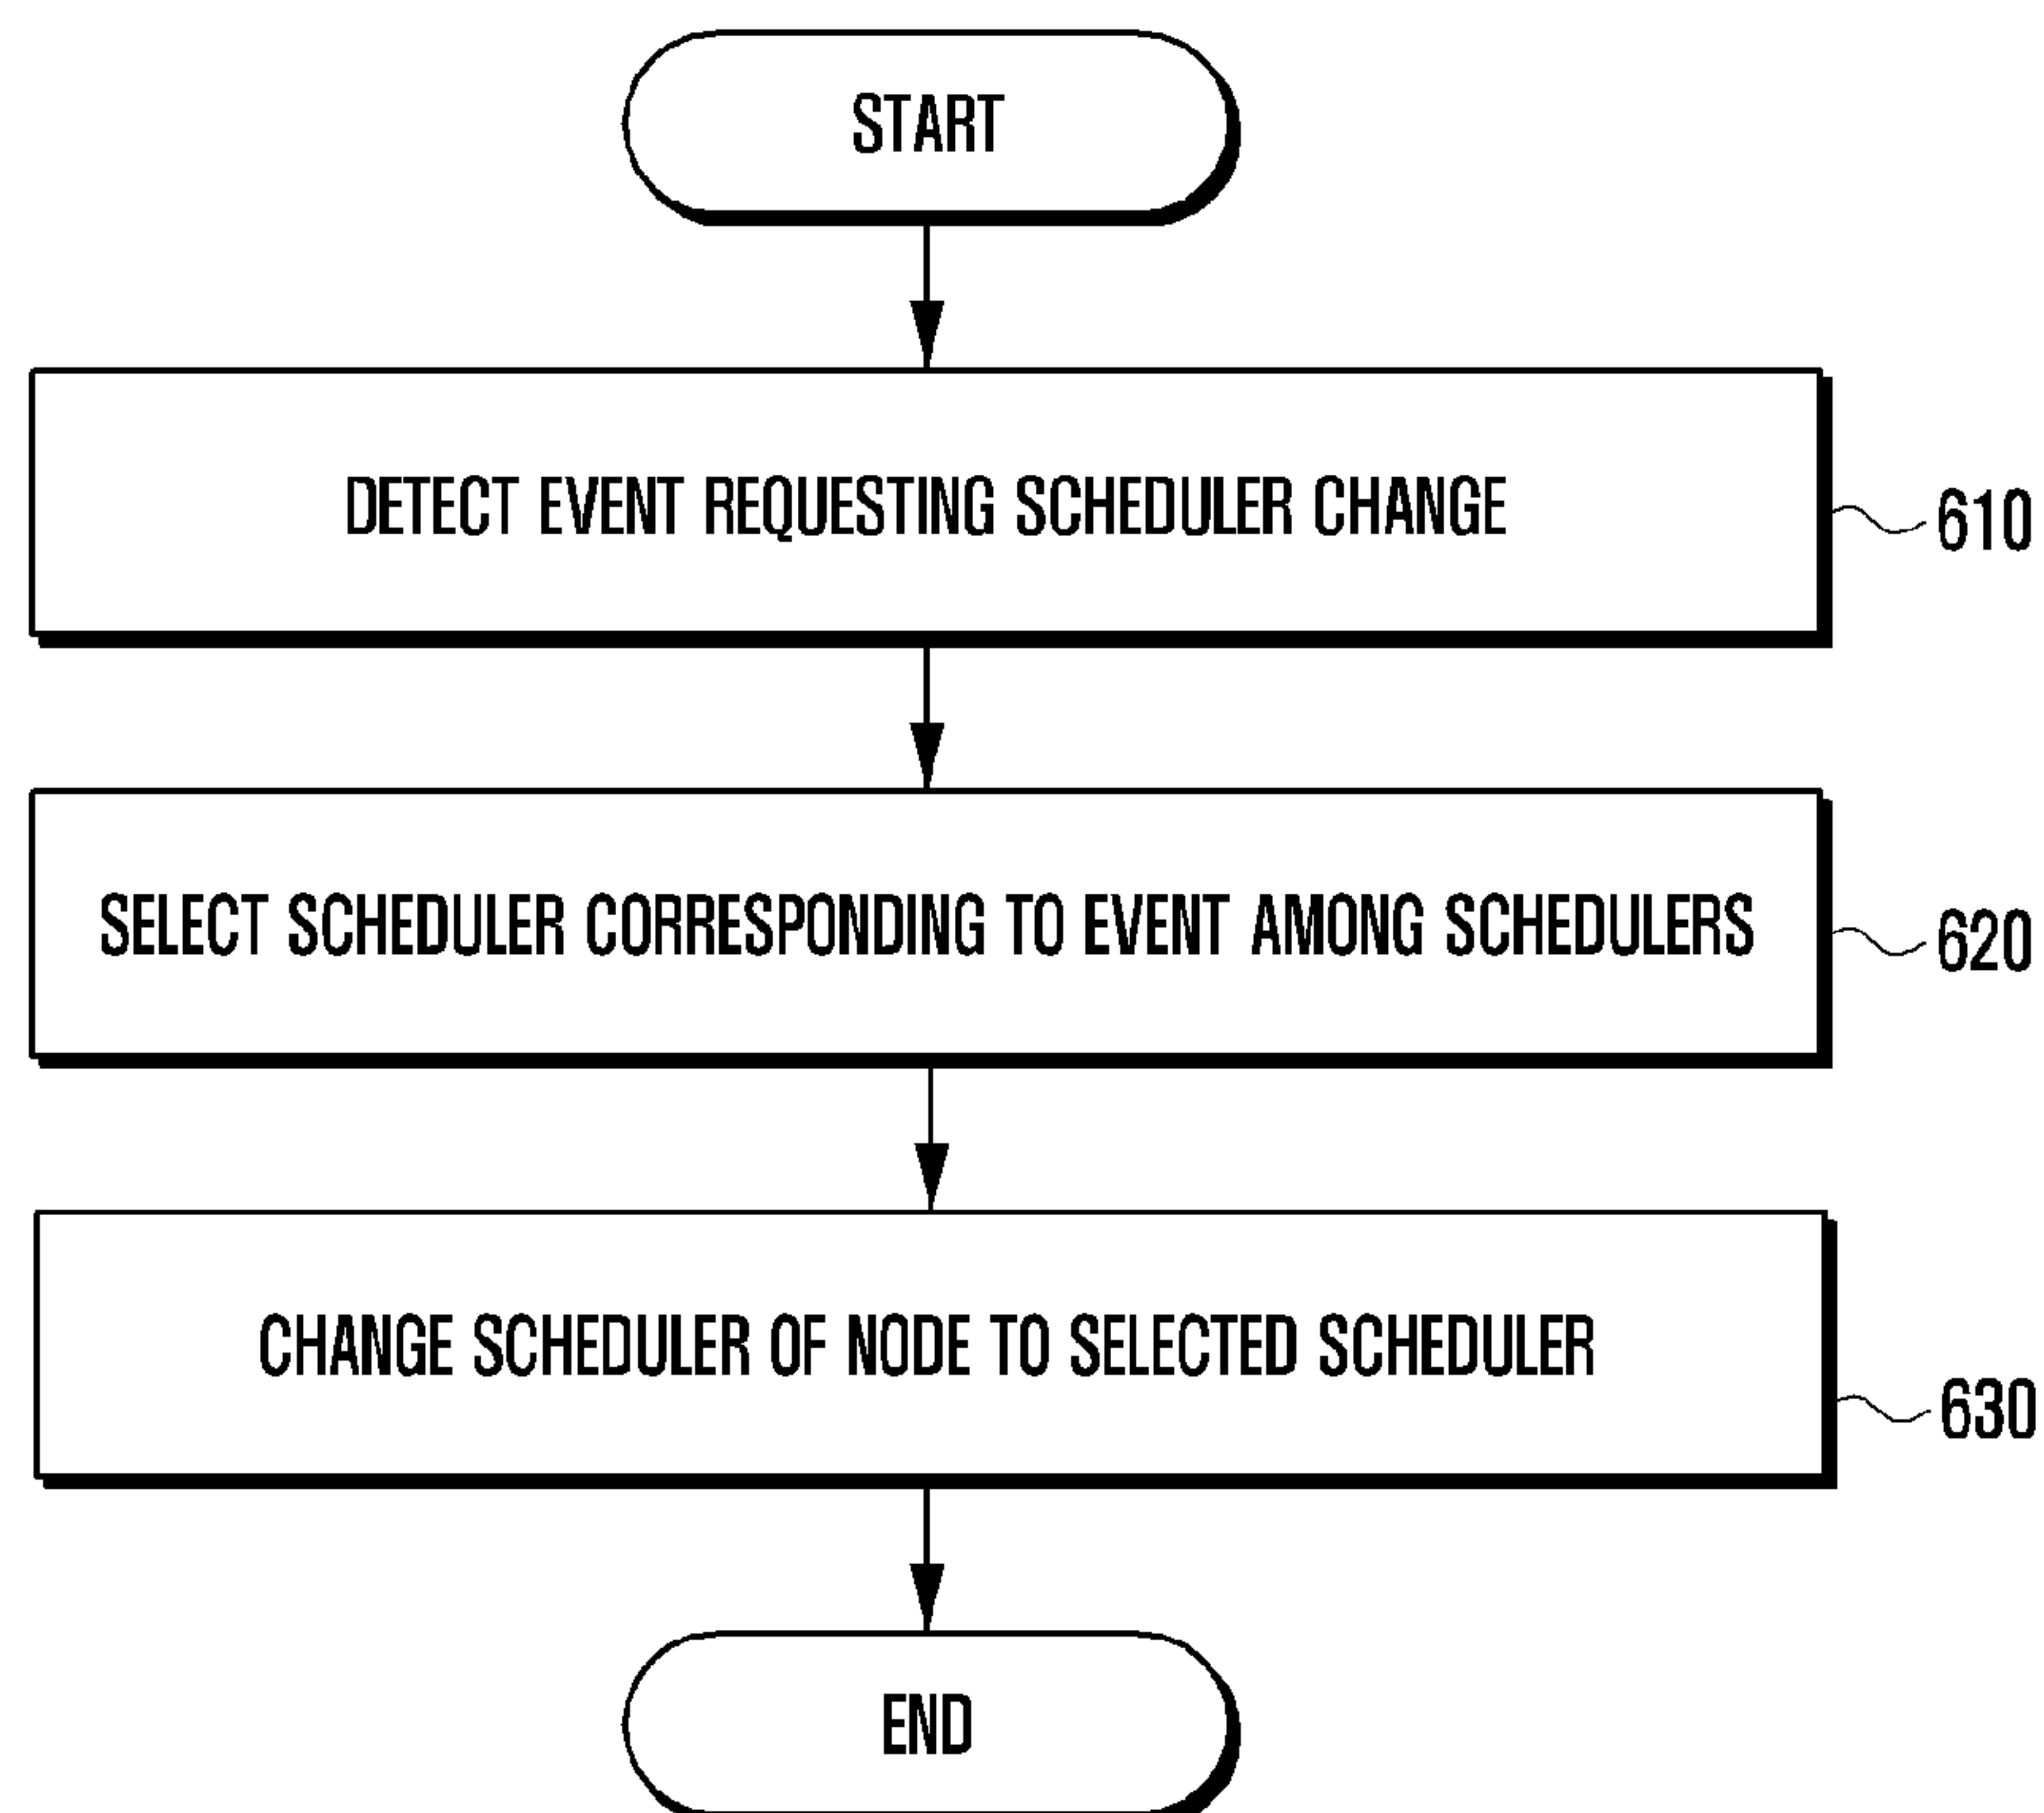 START
DETECT EVENT REQUESTING SCHEDULER CHANGE
610
SELECT SCHEDULER CORRESPONDING TO EVENT AMONG SCHEDULERS
620
CHANGE SCHEDULER OF NODE TO SELECTED SCHEDULER
630
END